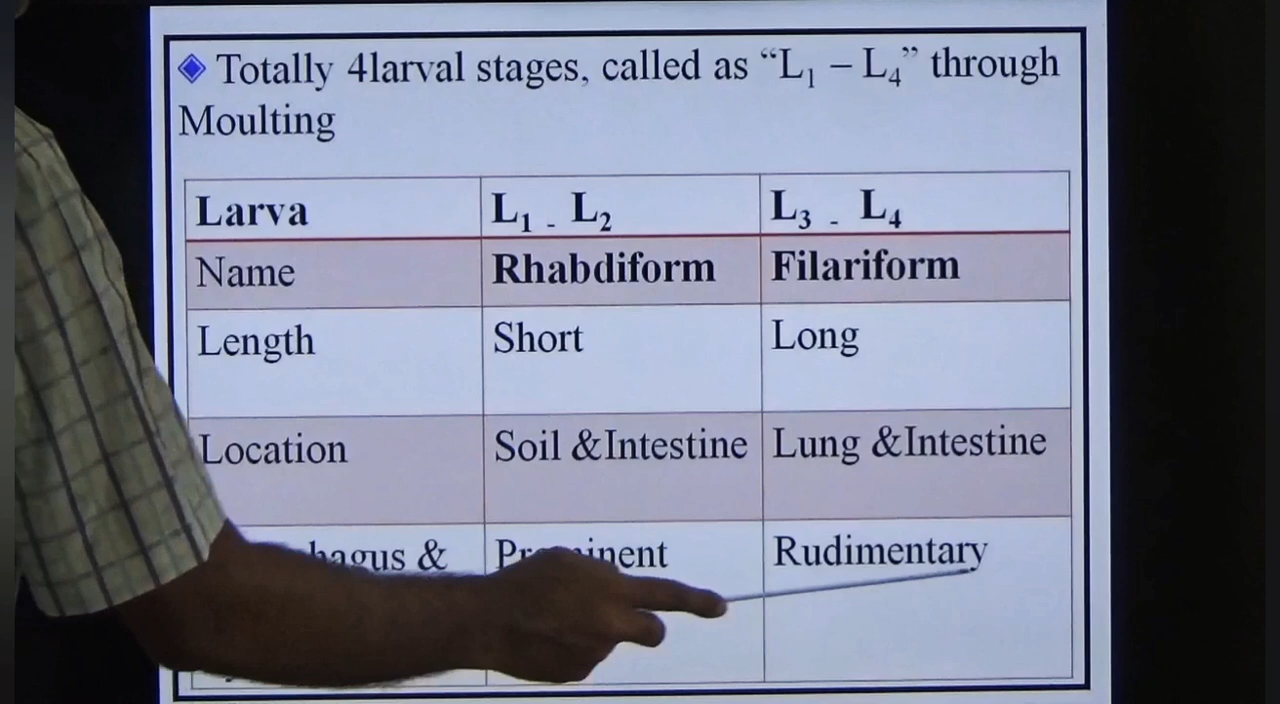 Totally 4larval stages, called as “L₁ – L₄” through
Moulting
Larva L₁ - L₂ L₃ - L₄
Name Rhabdiform Filariform
Length Short Long
Location Soil &Intestine Lung &Intestine
& Rudimentary